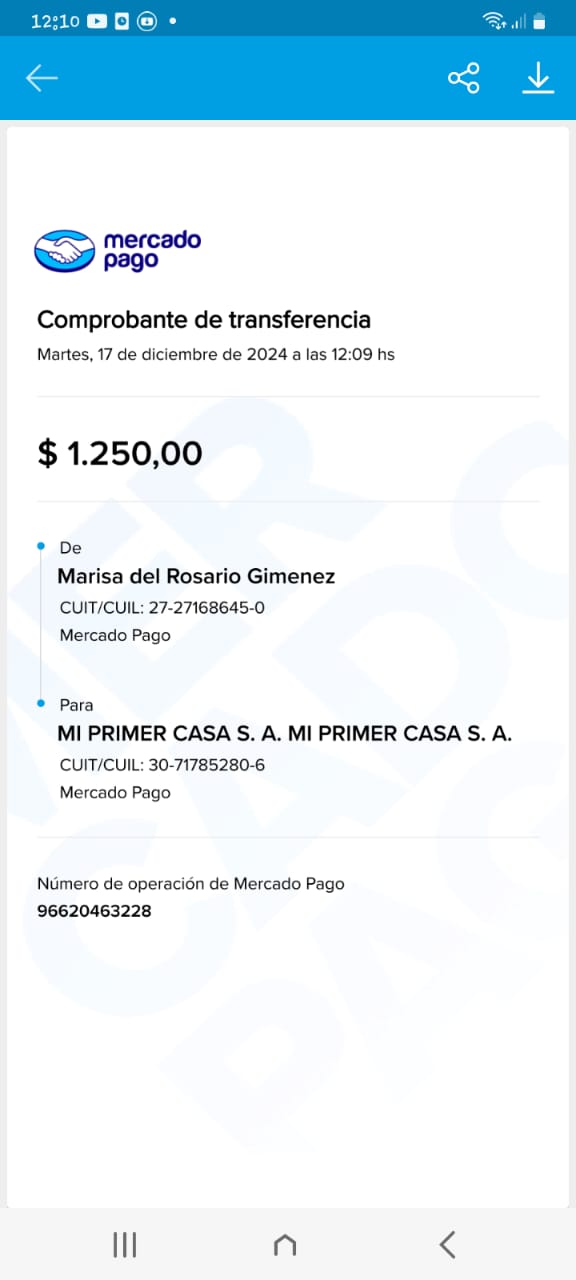 12:10
mercado
pago
Comprobante de transferencia
Martes, 17 de diciembre de 2024 a las 12:09 hs
$ 1.250,00
De
Marisa del Rosario Gimenez
CUIT/CUIL: 27-27168645-0
Mercado Pago
Para
MI PRIMER CASA S. A. MI PRIMER CASA S. A.
CUIT/CUIL: 30-71785280-6
Mercado Pago
Número de operación de Mercado Pago
96620463228
MERCADO
PAGO